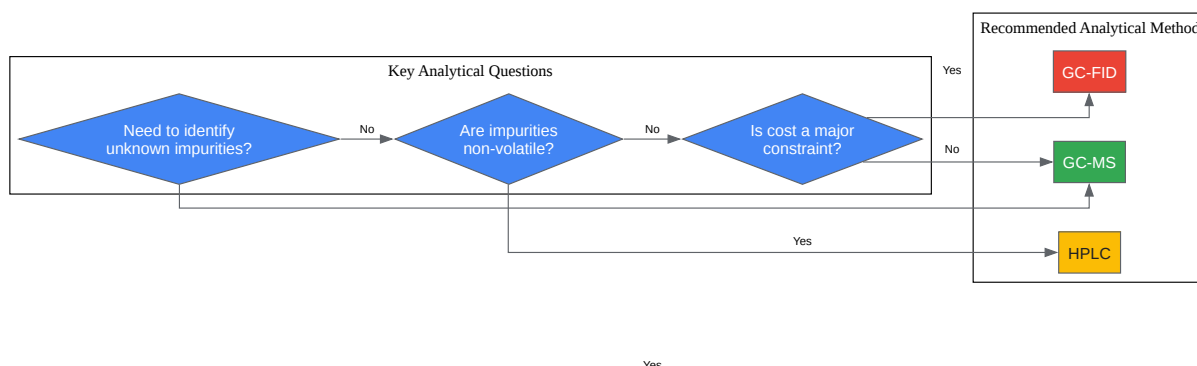 Recommended Analytical Method
Key Analytical Questions
Yes
GC-FID
Need to identify
unknown impurities?
No
Are impurities
non-volatile?
No
Is cost a major
constraint?
No
GC-MS
Yes
HPLC
Yes